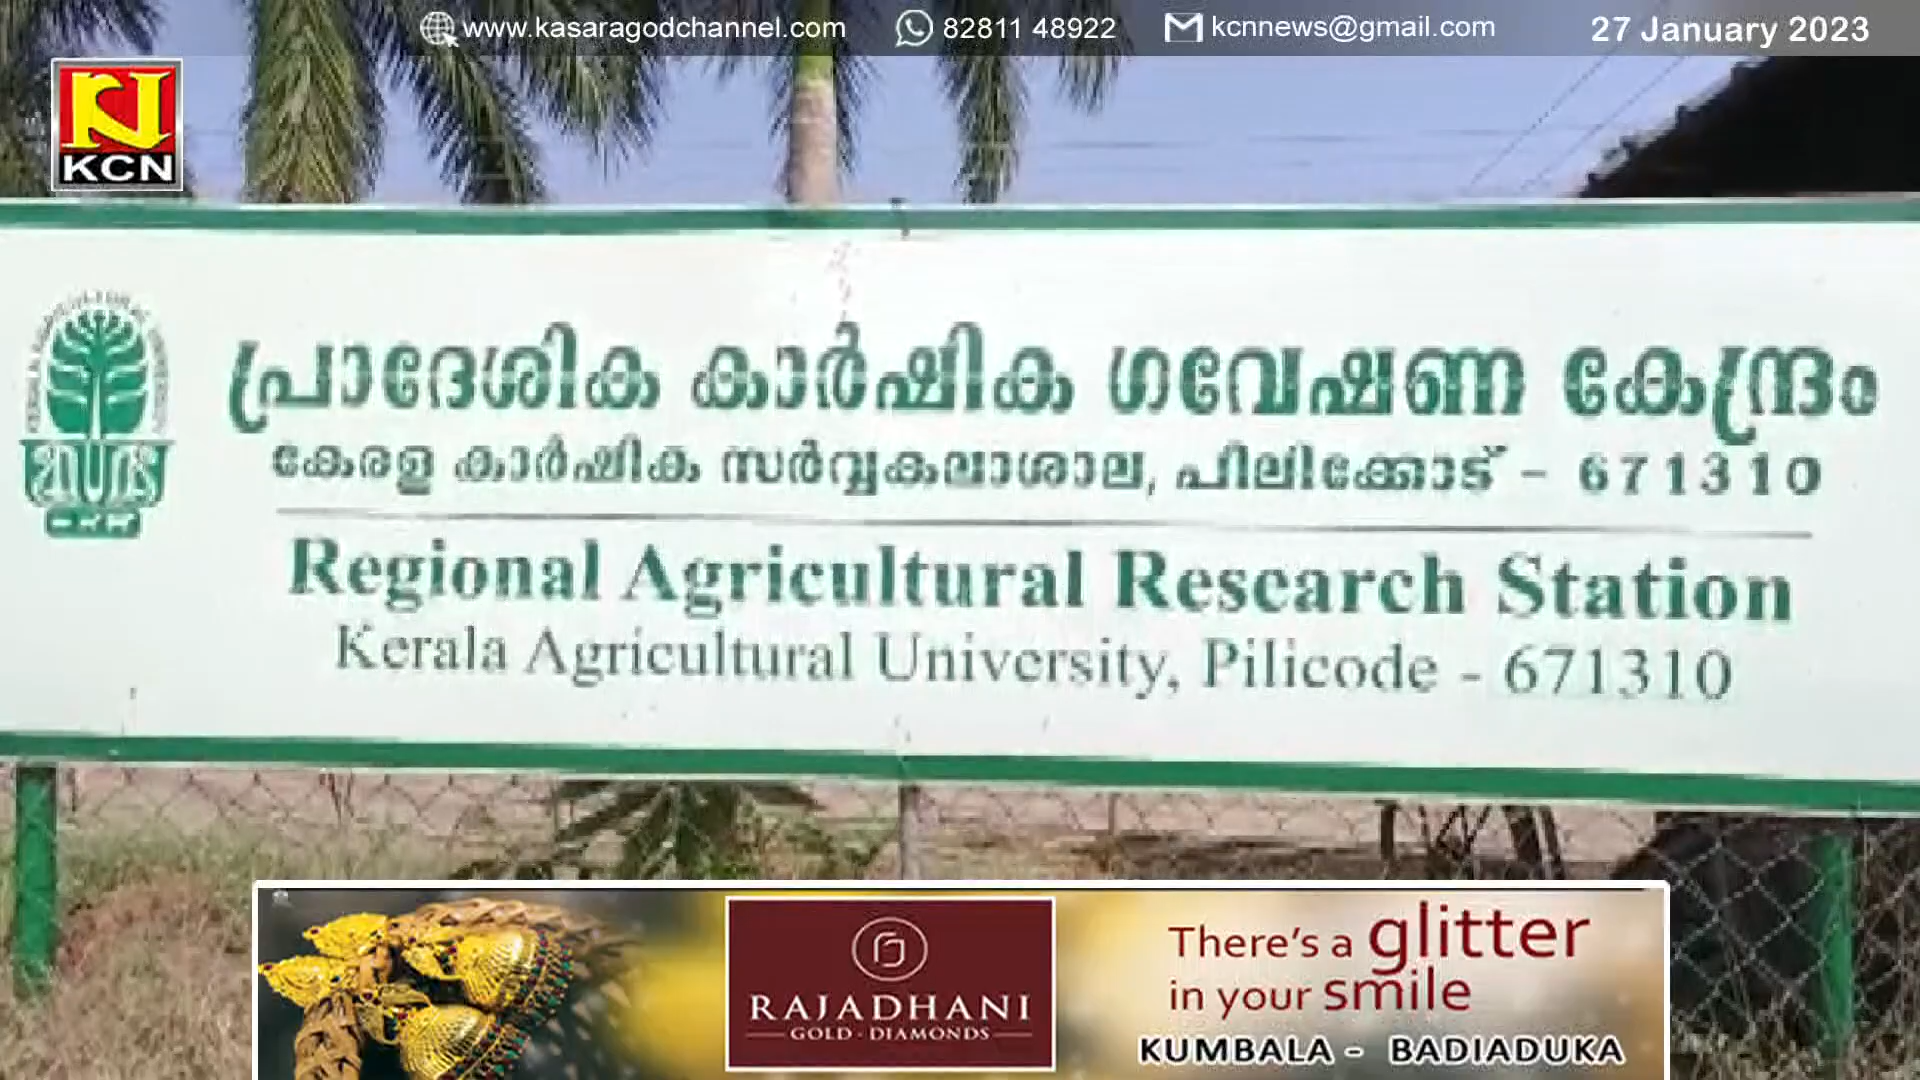 www.kasaragodchannel.com 82811 48922 kcnnews@gmail.com 27 January 2023
KCN
പ്രാദേശിക കാർഷിക ഗവേഷണ കേന്ദ്രം
കേരള കാർഷിക സർവ്വകലാശാല, പീലിക്കോട് - 671310
Regional Agricultural Research Station
Kerala Agricultural University, Pilicode - 671310
RAJADHANI
GOLD · DIAMONDS
There's a glitter
in your smile
KUMBALA - BADIADUKA